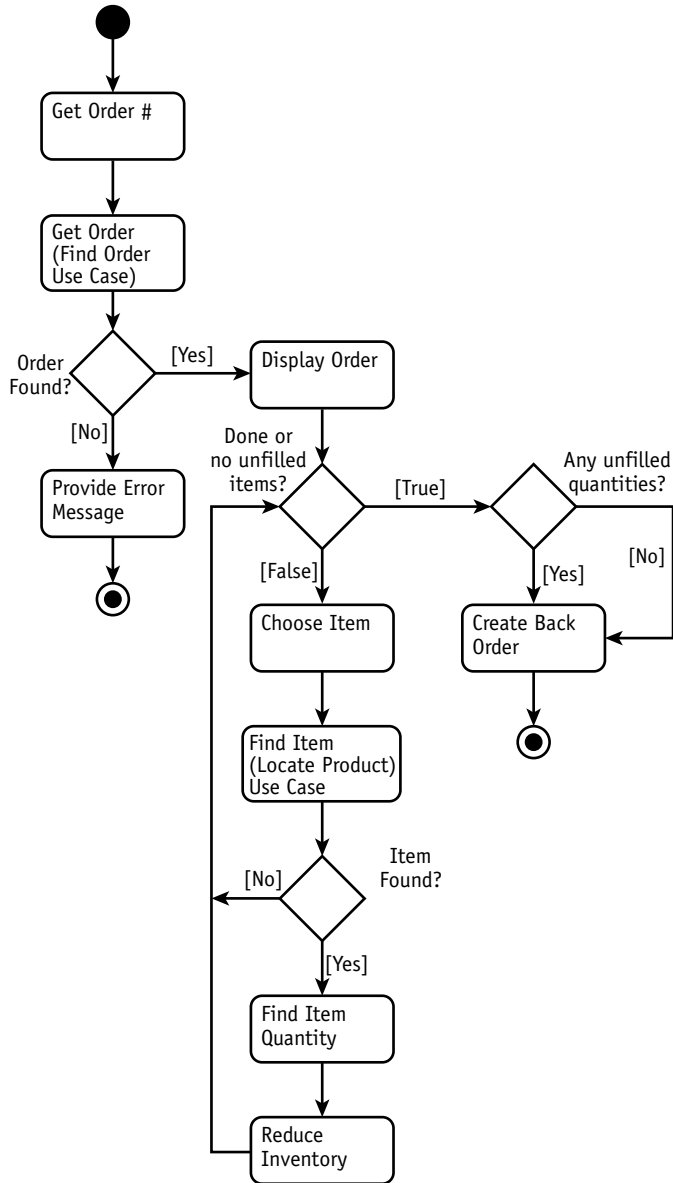 Get Order #
Get Order
(Find Order
Use Case)
Order
Found?
[Yes]
Display Order
[No]
Provide Error
Message
Done or
no unfilled
items?
[True]
Any unfilled
quantities?
[No]
[False]
[Yes]
Choose Item
Create Back
Order
Find Item
(Locate Product)
Use Case
Item
Found?
[No]
[Yes]
Find Item
Quantity
Reduce
Inventory